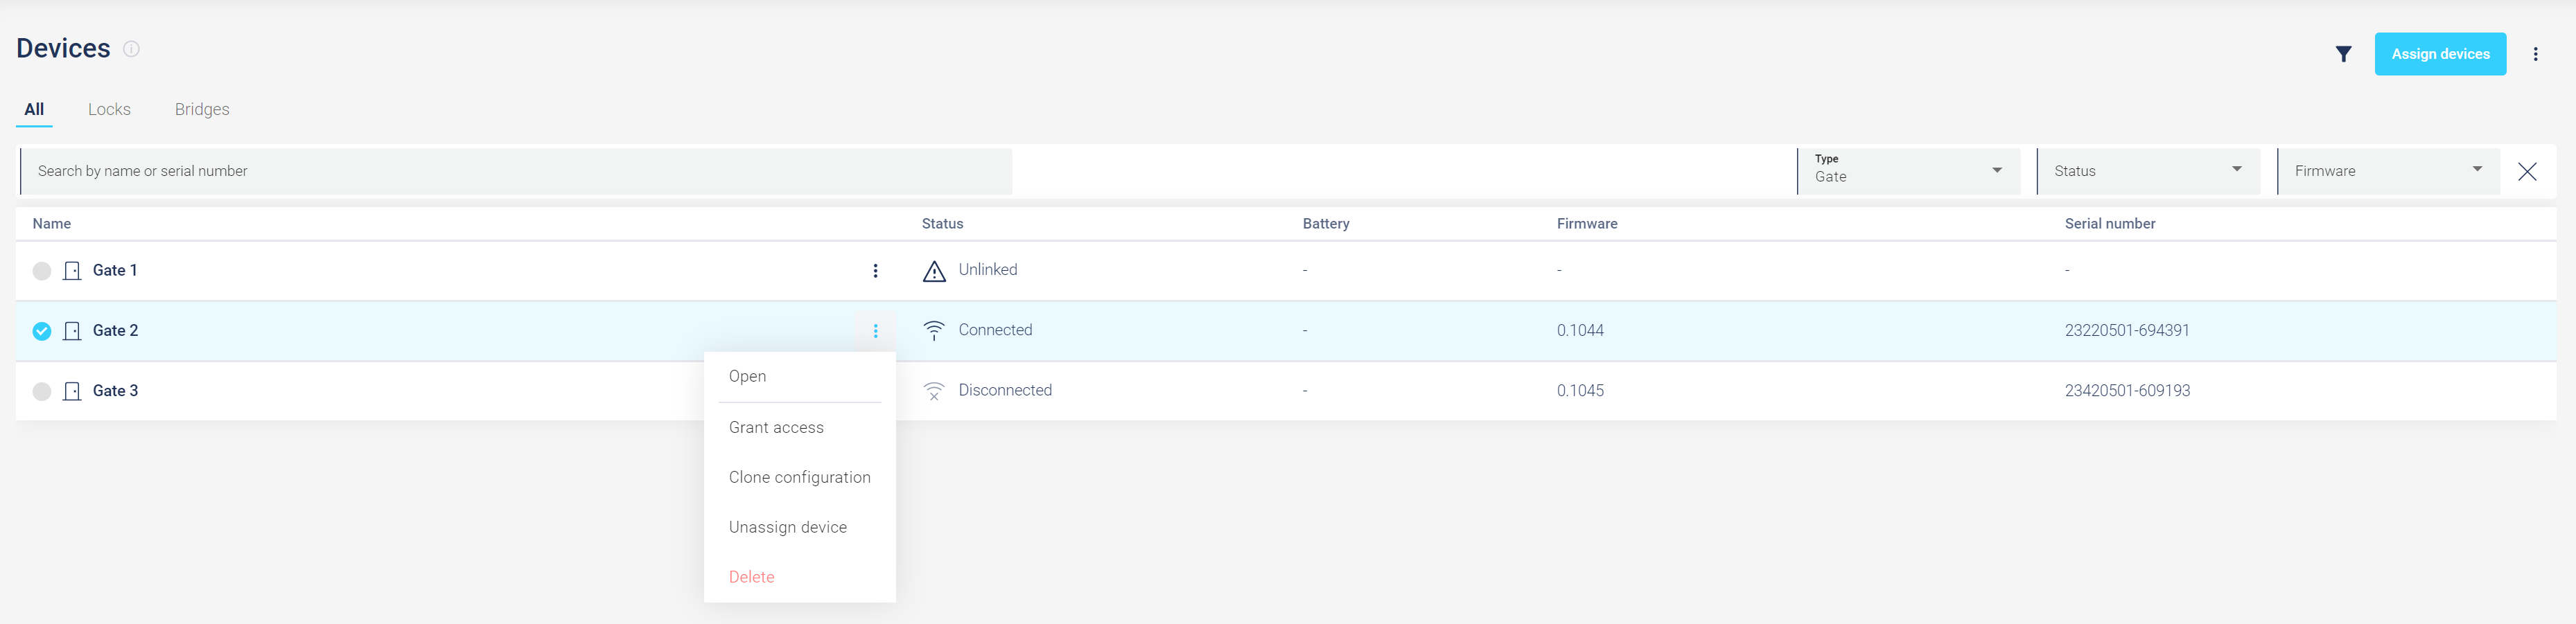 Devices
Assign devices
All Locks Bridges
Search by name or serial number
Type
Gate
Status
Firmware
Name Status Battery Firmware Serial number
Gate 1 Unlinked - - -
Gate 2 Connected - 0.1044 23220501-694391
Gate 3 Disconnected - 0.1045 23420501-609193
Open
Grant access
Clone configuration
Unassign device
Delete